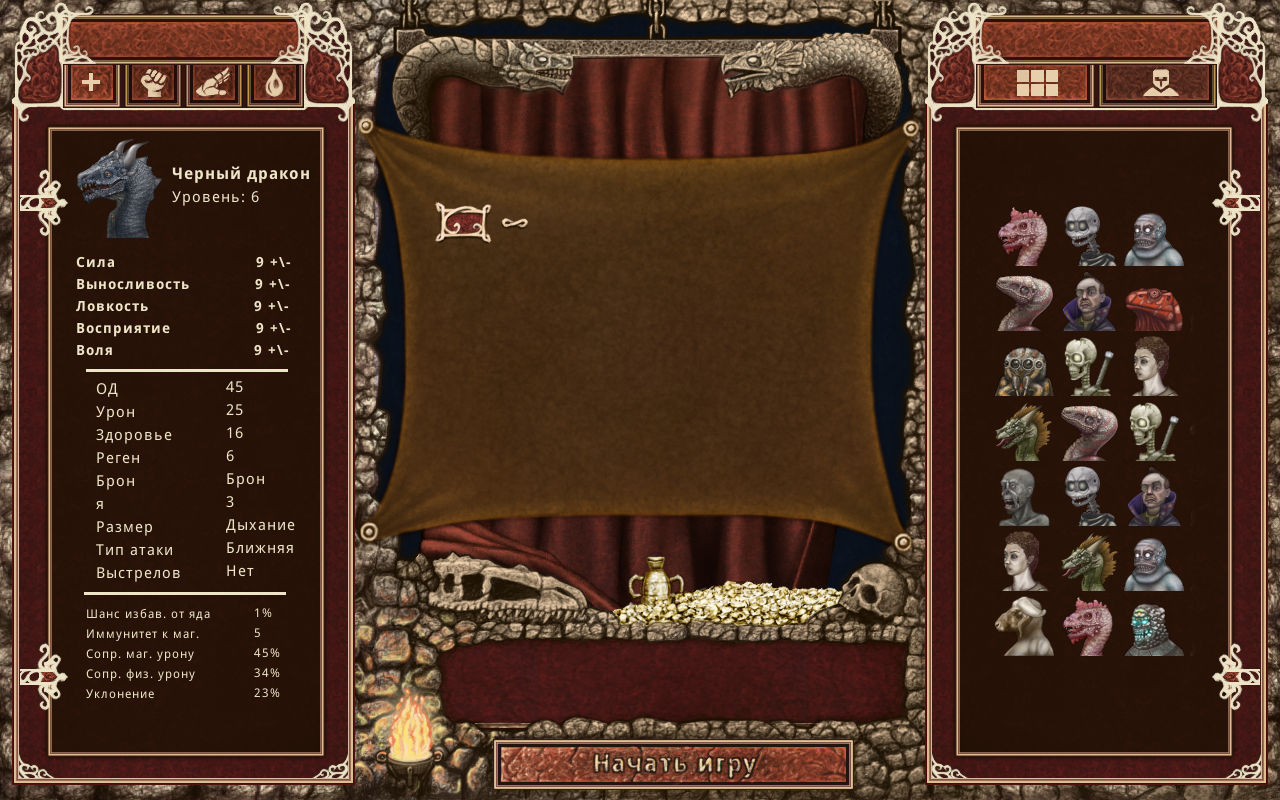 Черный дракон
Уровень: 6
Сила 9 +\-
Выносливость 9 +\-
Ловкость 9 +\-
Восприятие 9 +\-
Воля 9 +\-
ОД 45
Урон 25
Здоровье 16
Реген 6
Брон Брон
я 3
Размер Дыхание
Тип атаки Ближняя
Выстрелов Нет
Шанс избав. от яда 1%
Иммунитет к маг. 5
Сопр. маг. урону 45%
Сопр. физ. урону 34%
Уклонение 23%
Начать игру